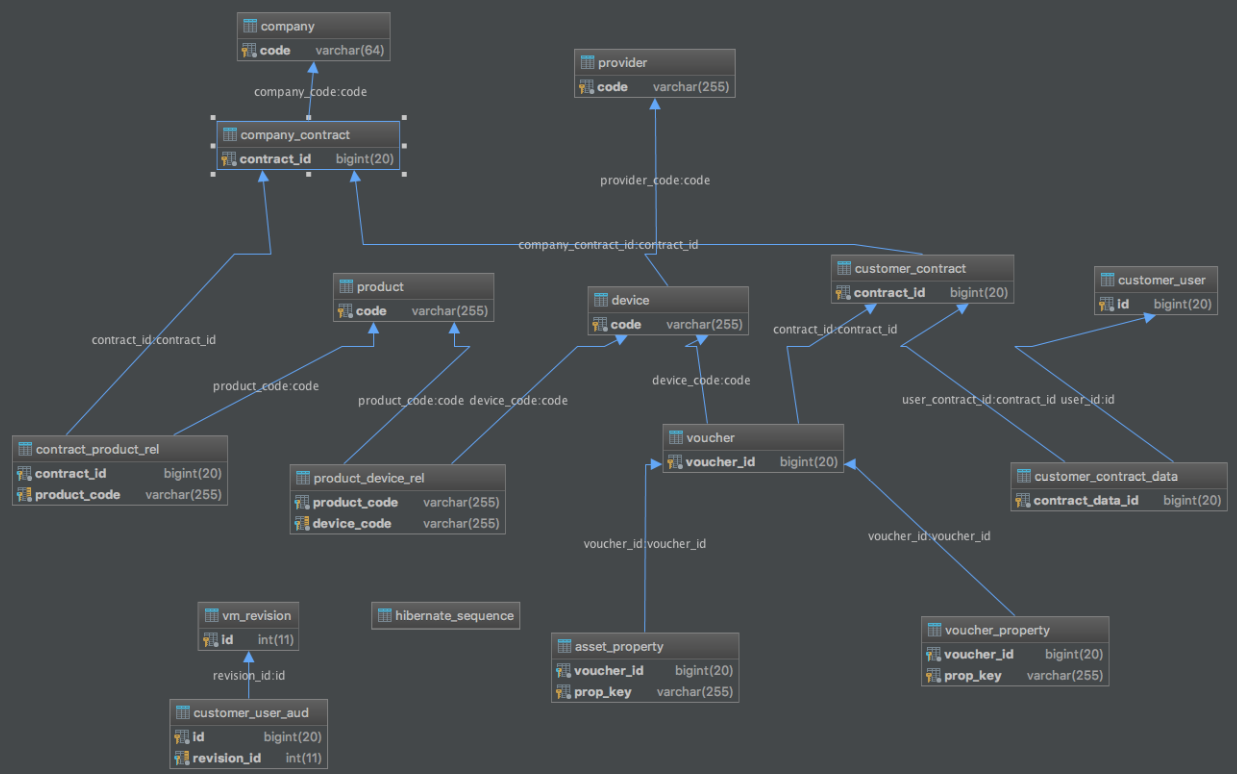 company
code varchar(64)
provider
code varchar(255)
company_code:code
company_contract
contract_id bigint(20)
provider_code:code
company_contract_id:contract_id
customer_contract
contract_id bigint(20)
customer_user
id bigint(20)
product
code varchar(255)
device
code varchar(255)
contract_id:contract_id
contract_id:contract_id
product_code:code
device_code:code
product_code:code
device_code:code
user_contract_id:contract_id
user_id:id
contract_product_rel
contract_id bigint(20)
product_code varchar(255)
product_device_rel
product_code varchar(255)
device_code varchar(255)
voucher
voucher_id bigint(20)
customer_contract_data
contract_data_id bigint(20)
voucher_id:voucher_id
voucher_id:voucher_id
vm_revision
id int(11)
hibernate_sequence
revision_id:id
asset_property
voucher_id bigint(20)
prop_key varchar(255)
voucher_property
voucher_id bigint(20)
prop_key varchar(255)
customer_user_aud
id bigint(20)
revision_id int(11)